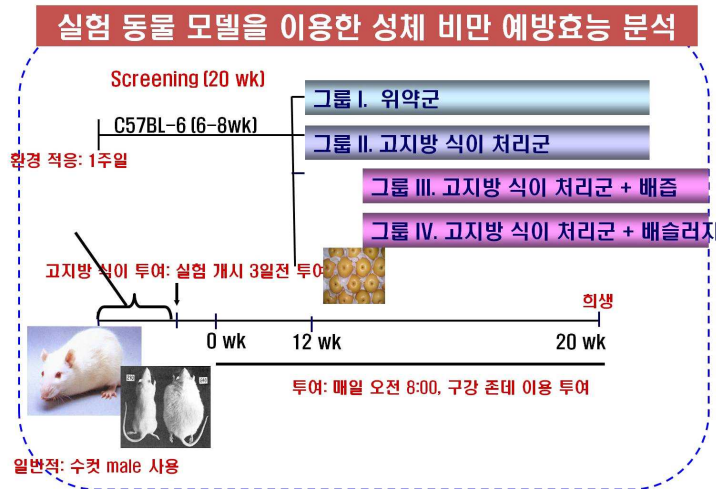 실험 동물 모델을 이용한 성체 비만 예방효능 분석
Screening (20 wk)
그룹 I. 위약군
C57BL-6 (6-8wk)
그룹 II. 고지방 식이 처리군
환경 적응: 1주일
그룹 III. 고지방 식이 처리군 + 배즙
그룹 IV. 고지방 식이 처리군 + 배슬러지
고지방 식이 투여: 실험 개시 3일전 투여
희생
0 wk
12 wk
20 wk
투여: 매일 오전 8:00, 구강 존데 이용 투여
일반적: 수컷 male 사용